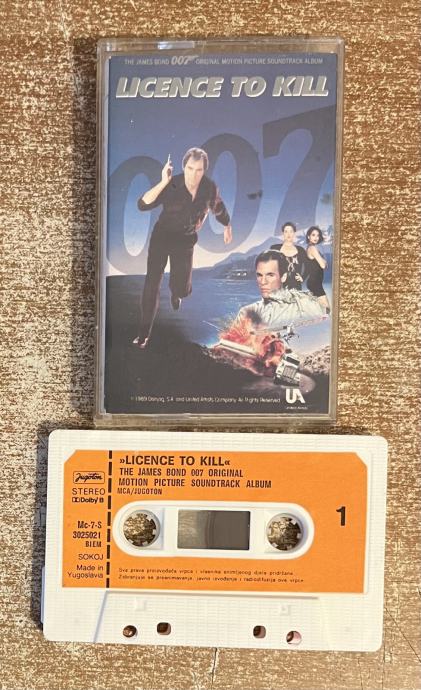 THE JAMES BOND 007 ORIGINAL MOTION PICTURE SOUNDTRACK ALBUM
LICENCE TO KILL
007
© 1989 Danjaq, S.A. and United Artists Company. All Rights Reserved
UA
United Artists
Jugoton
STEREO
Dolby B
Mc-7-S
3025021
BIEM
SOKOJ
Made in
Yugoslavia
»LICENCE TO KILL«
THE JAMES BOND 007 ORIGINAL
MOTION PICTURE SOUNDTRACK ALBUM
MCA/JUGOTON
1
Sva prava proizvođača vrpce i vlasnika snimljenog djela pridržana.
Zabranjuje se presnimavanje, javno izvođenje i radiodifuzija ove vrpce.